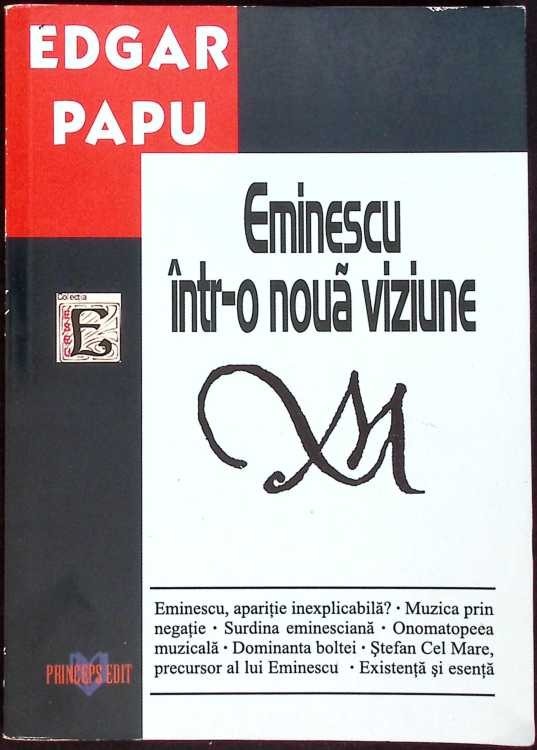 EDGAR
PAPU
Eminescu
într-o nouă viziune
Colecția
E
M
Eminescu, apariție inexplicabilă? · Muzica prin
negație · Surdina eminesciană · Onomatopeea
muzicală · Dominanta boltei · Ştefan Cel Mare,
precursor al lui Eminescu · Existență și esență
PRINCEPS EDIT